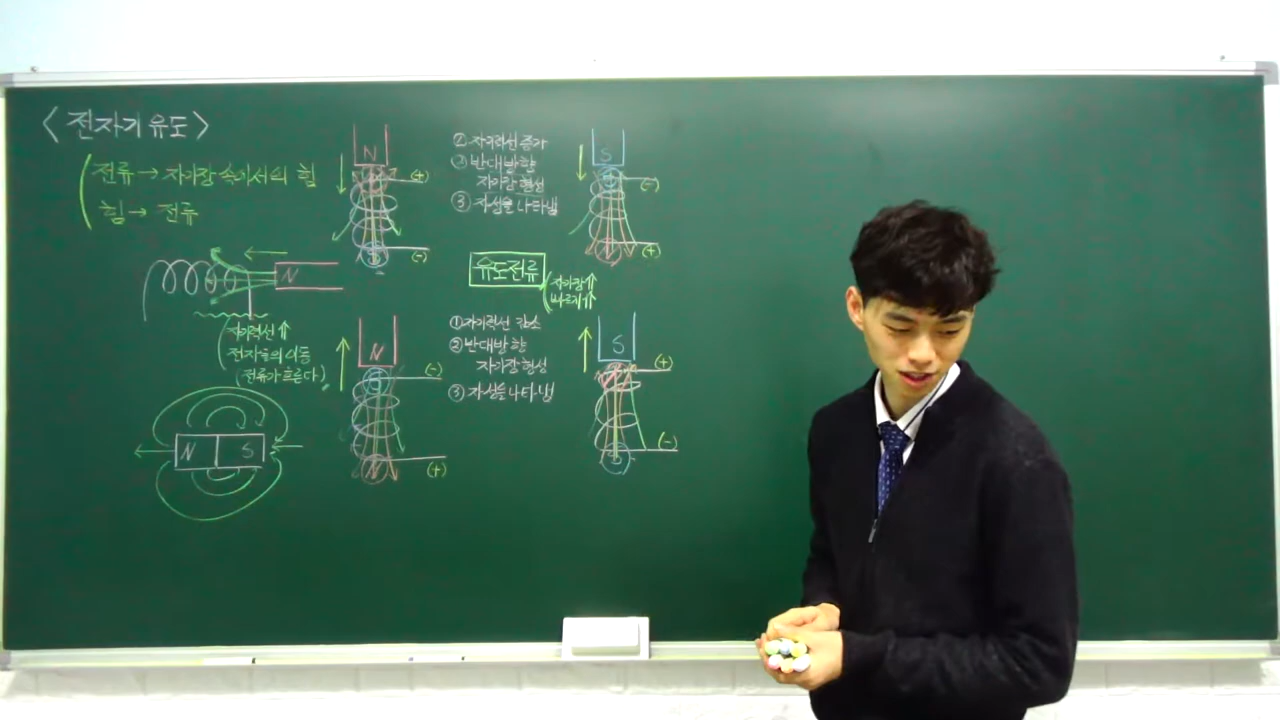 <전자기 유도>
전류 → 자기장 속에서의 힘
힘 → 전류
N
자기력선 ⇑
전자들의 이동
(전류가 흐른다)
N S
N
(+)
S
(-)
② 자기력선 증가
② 반대방향
자기장 형성
③ 자성을 나타냄
S
S
(-)
N
(+)
유도전류
자기장⇑
빠르게⇑
N
S
(-)
N
(+)
① 자기력선 감소
② 반대방향
자기장 형성
③ 자성을 나타냄
S
N
(+)
S
(-)